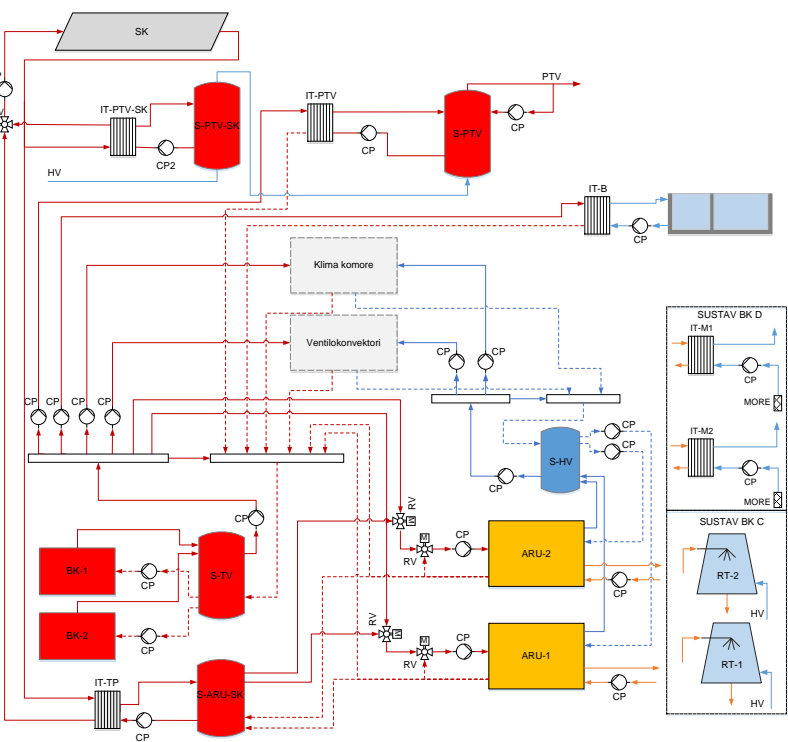 SK
P
V
IT-PTV-SK
S-PTV-SK
CP2
HV
IT-PTV
CP
S-PTV
CP
PTV
IT-B
CP
Klima komore
Ventilokonvektori
CP
CP
CP
CP
CP
CP
SUSTAV BK D
IT-M1
CP
MORE
IT-M2
CP
MORE
S-HV
CP
CP
CP
CP
RV
M
M
RV
CP
ARU-2
CP
BK-1
CP
S-TV
BK-2
CP
RV
M
M
RV
CP
ARU-1
CP
SUSTAV BK C
RT-2
HV
RT-1
HV
IT-TP
S-ARU-SK
CP